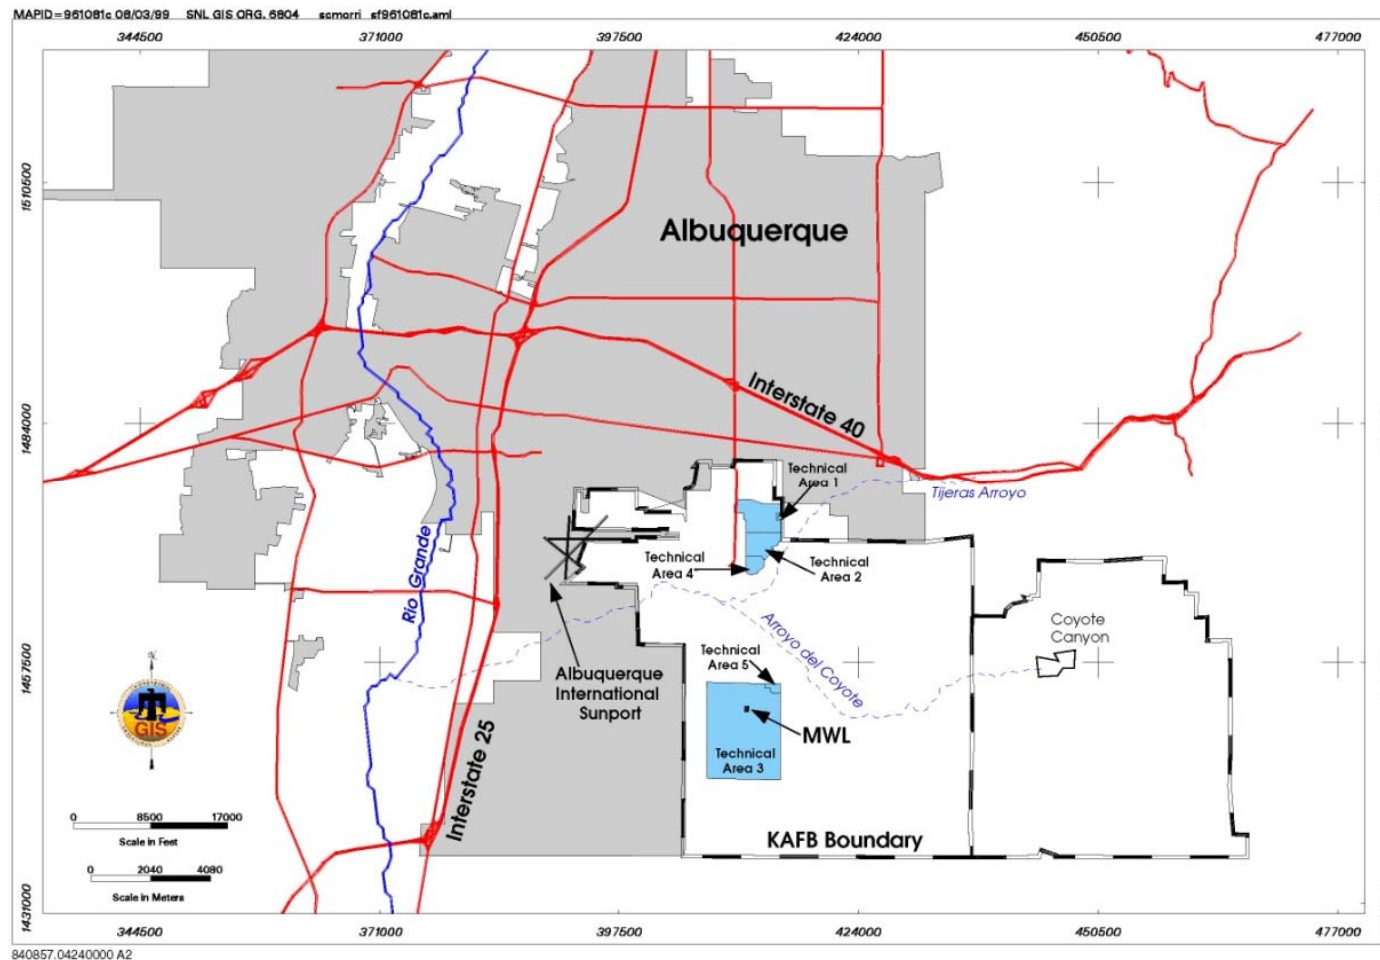 MAPID=961081c 08/03/99 SNL GIS ORG. 6804 scmorri sf961081c.aml
344500 371000 397500 424000 450500 477000
1510500
Albuquerque
Interstate 40
1484000
Technical
Area 1
Tijeras Arroyo
Rio Grande
Technical
Area 4
Technical
Area 2
Arroyo del Coyote
Coyote
Canyon
1457500
Technical
Area 5
Albuquerque
International
Sunport
N
GIS
MWL
Interstate 25
Technical
Area 3
0 8500 17000
Scale in Feet
KAFB Boundary
0 2040 4080
Scale in Meters
1431000
344500 371000 397500 424000 450500 477000
840857.04240000 A2